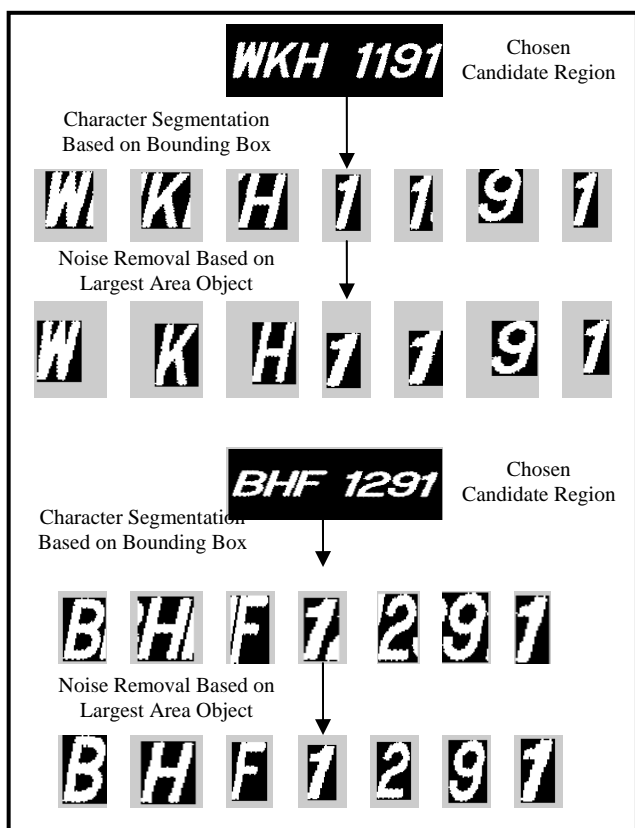 WKH 1191
Chosen
Candidate Region
Character Segmentation
Based on Bounding Box
W K H 1 1 9 1
Noise Removal Based on
Largest Area Object
W K H 1 1 9 1
BHF 1291
Chosen
Candidate Region
Character Segmentation
Based on Bounding Box
B H F 1 2 9 1
Noise Removal Based on
Largest Area Object
B H F 1 2 9 1